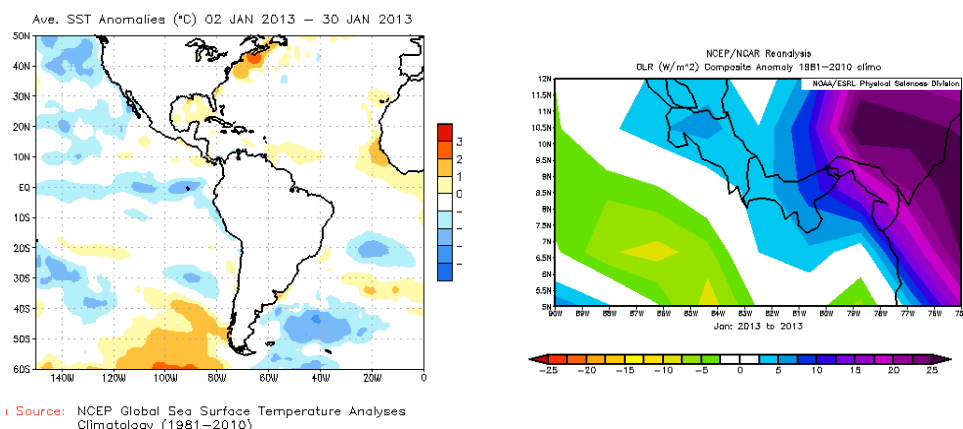 Ave. SST Anomalies (°C) 02 JAN 2013 – 30 JAN 2013
50N
40N
30N
20N
10N
EQ
10S
20S
30S
40S
50S
60S
140W 120W 100W 80W 60W 40W 20W 0
3
2
1
0
Source: NCEP Global Sea Surface Temperature Analyses
Climatology (1981–2010)
NCEP/NCAR Reanalysis
OLR (W/m^2) Composite Anomaly 1981–2010 climo
NOAA/ESRL Physical Sciences Division
12N
11.5N
11N
10.5N
10N
9.5N
9N
8.5N
8N
7.5N
7N
6.5N
6N
5.5N
5N
90W 89W 88W 87W 86W 85W 84W 83W 82W 81W 80W 79W 78W 77W 76W 75
Jan: 2013 to 2013
-25 -20 -15 -10 -5 0 5 10 15 20 25